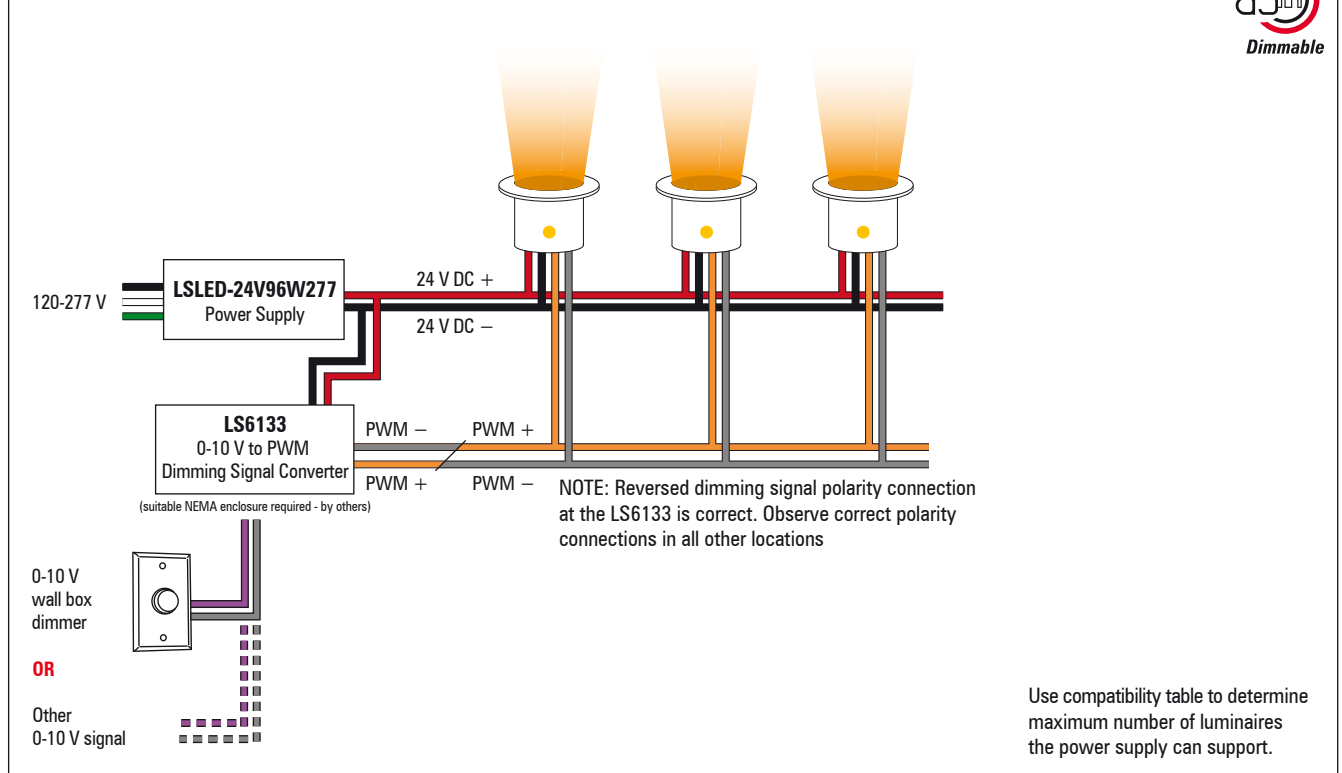 Dimmable
LSLED-24V96W277
Power Supply
120-277 V
24 V DC +
24 V DC −
LS6133
0-10 V to PWM
Dimming Signal Converter
(suitable NEMA enclosure required - by others)
PWM − PWM +
PWM + PWM −
NOTE: Reversed dimming signal polarity connection
at the LS6133 is correct. Observe correct polarity
connections in all other locations
0-10 V
wall box
dimmer
OR
Other
0-10 V signal
Use compatibility table to determine
maximum number of luminaires
the power supply can support.